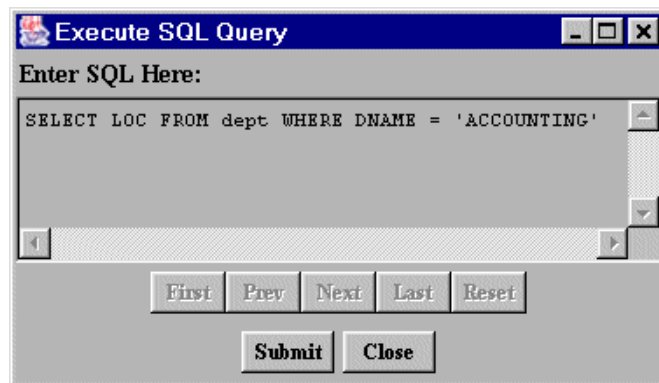 Execute SQL Query
Enter SQL Here:
SELECT LOC FROM dept WHERE DNAME = 'ACCOUNTING'
First Prev Next Last Reset
Submit Close